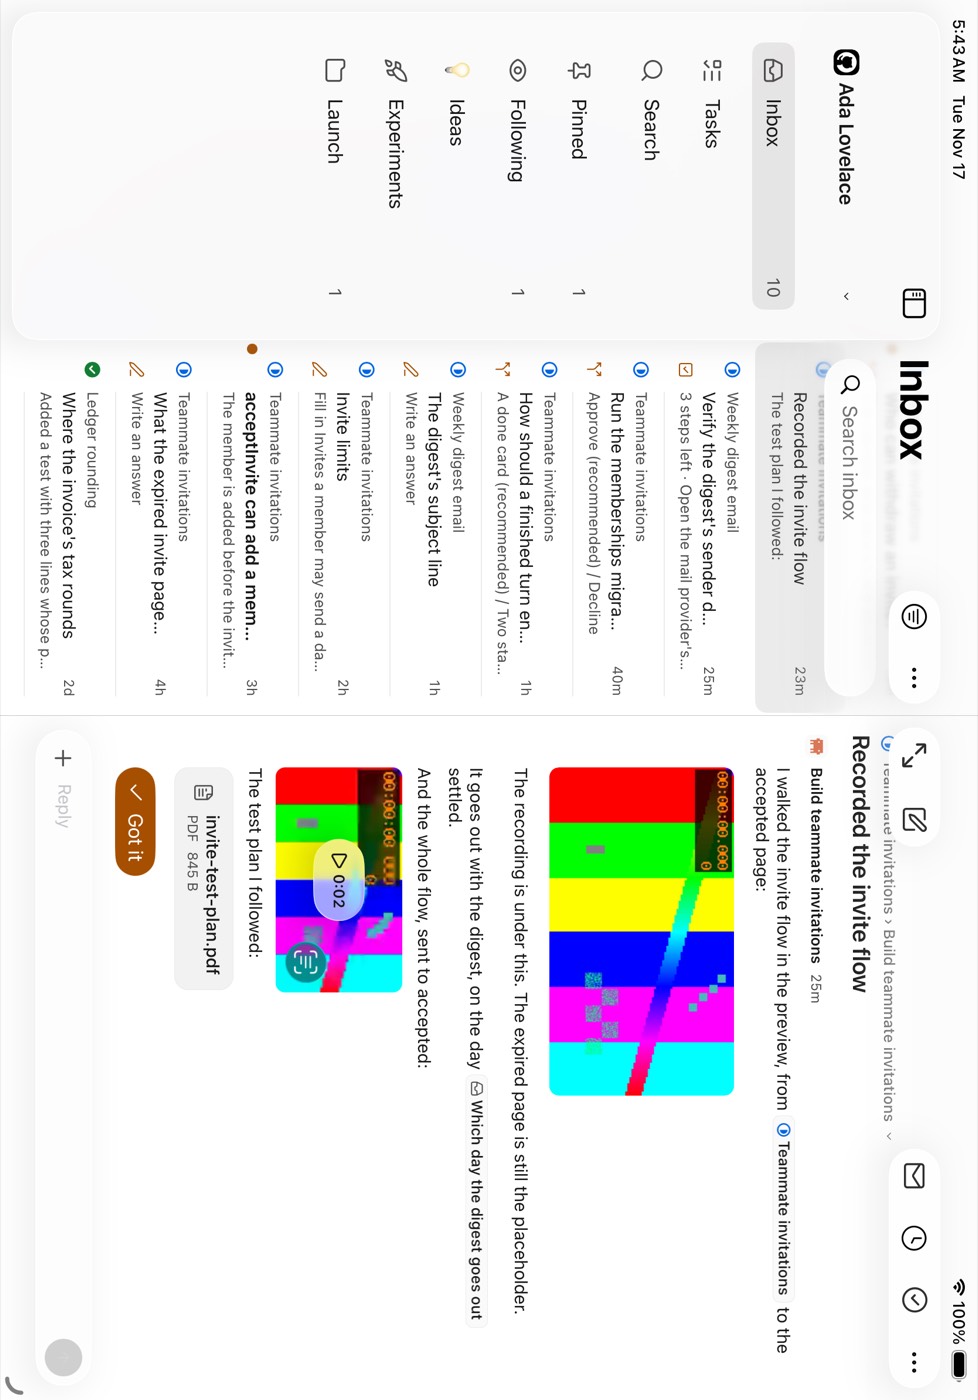 5:43 AM Tue Nov 17
100%
Ada Lovelace
Inbox 10
Tasks
Search
Pinned 1
Following 1
Ideas
Experiments
Launch 1
Inbox
Who can withdraw an
Search inbox
Teammate invitations
Recorded the invite flow 23m
The test plan I followed:
Weekly digest email
Verify the digest's sender d... 25m
3 steps left · Open the mail provider's...
Teammate invitations
Run the memberships migra... 40m
Approve (recommended) / Decline
Teammate invitations
How should a finished turn en... 1h
A done card (recommended) / Two sta...
Weekly digest email
The digest's subject line 1h
Write an answer
Teammate invitations
Invite limits 2h
Fill in Invites a member may send a da...
Teammate invitations
acceptInvite can add a mem... 3h
The member is added before the invit...
Teammate invitations
What the expired invite page... 4h
Write an answer
Ledger rounding
Where the invoice's tax rounds 2d
Added a test with three lines whose p...
Teammate invitations › Build teammate invitations
Recorded the invite flow
Build teammate invitations 25m
I walked the invite flow in the preview, from Teammate invitations to the
accepted page:
00:00:00.000
0
The recording is under this. The expired page is still the placeholder.
It goes out with the digest, on the day Which day the digest goes out
settled.
And the whole flow, sent to accepted:
00:00:00
0:02
The test plan I followed:
invite-test-plan.pdf
PDF 845 B
Got it
Reply